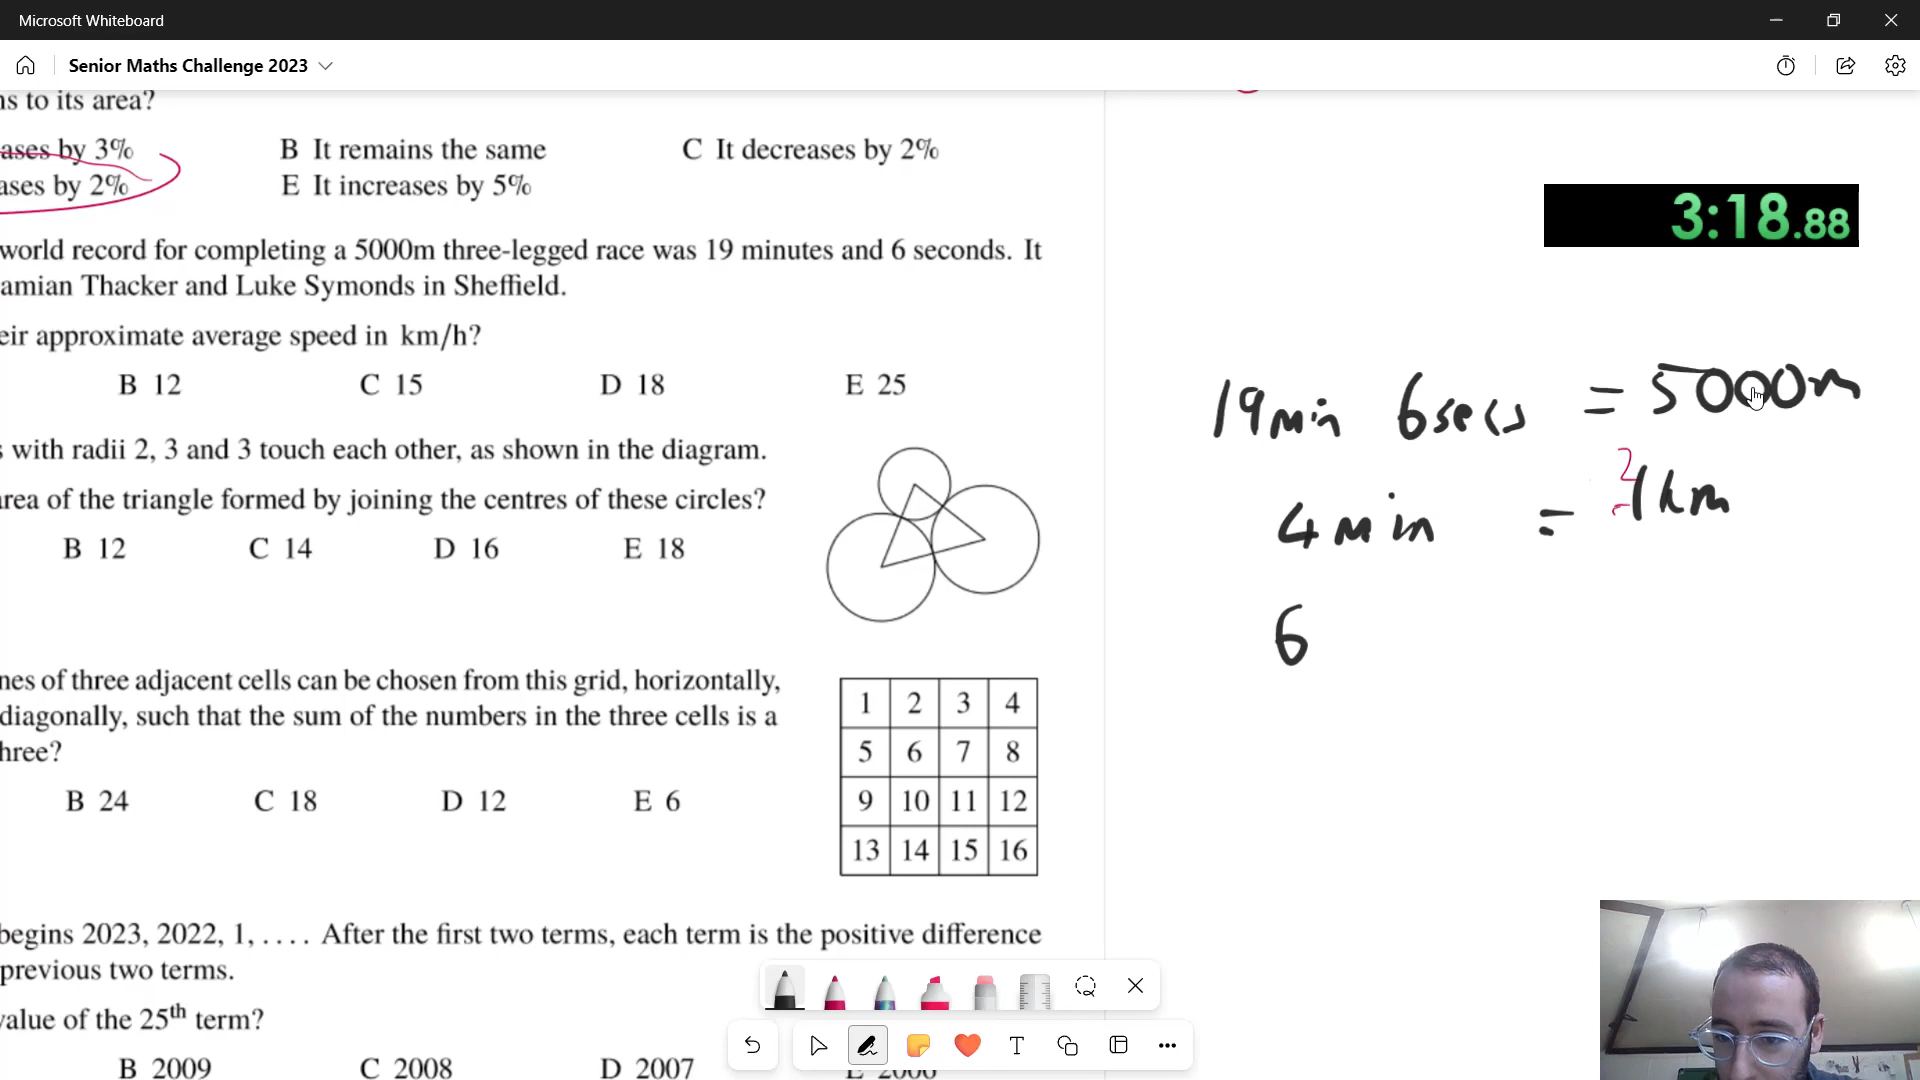 Microsoft Whiteboard
Senior Maths Challenge 2023
ns to its area?
ases by 3% B It remains the same C It decreases by 2%
ases by 2% E It increases by 5%
3:18.88
world record for completing a 5000m three-legged race was 19 minutes and 6 seconds. It
amian Thacker and Luke Symonds in Sheffield.
eir approximate average speed in km/h?
B 12 C 15 D 18 E 25
19min 6secs = 5000m
with radii 2, 3 and 3 touch each other, as shown in the diagram.
area of the triangle formed by joining the centres of these circles?
4min = 1km
B 12 C 14 D 16 E 18
6
nes of three adjacent cells can be chosen from this grid, horizontally,
diagonally, such that the sum of the numbers in the three cells is a
hree?
B 24 C 18 D 12 E 6
1 2 3 4
5 6 7 8
9 10 11 12
13 14 15 16
begins 2023, 2022, 1, . . . . After the first two terms, each term is the positive difference
previous two terms.
value of the 25th term?
B 2009 C 2008 D 2007